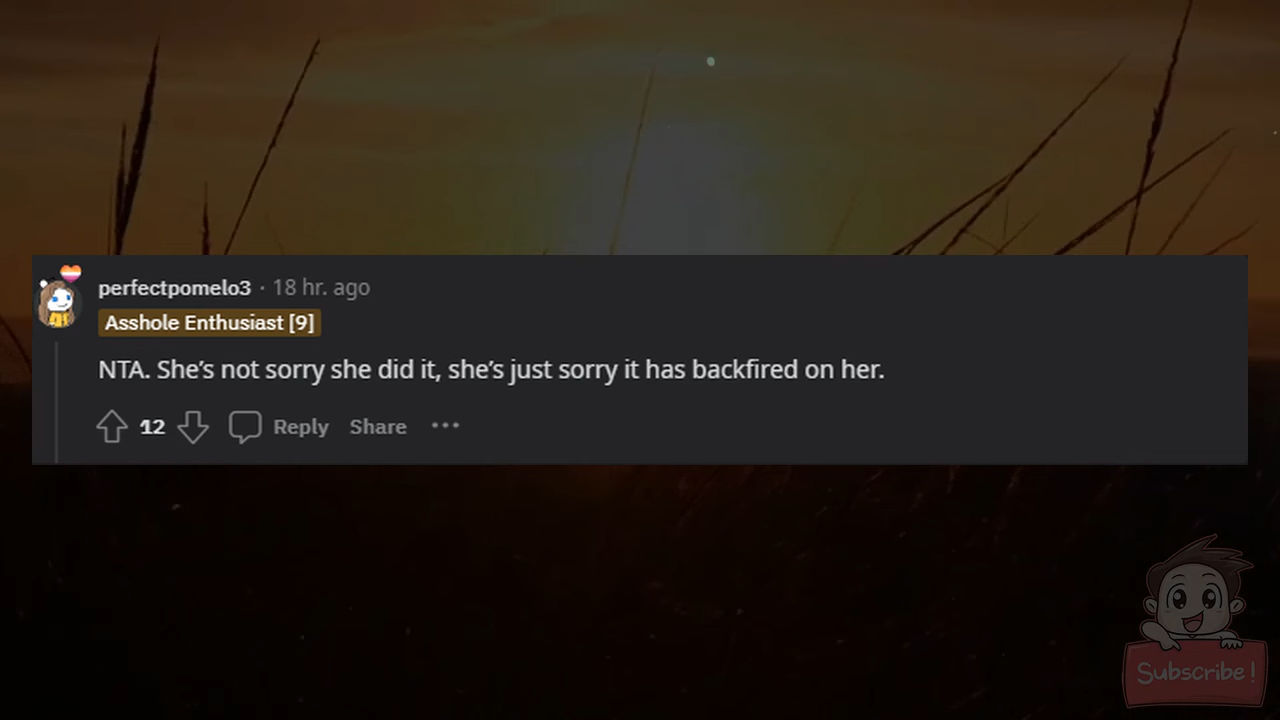 perfectpomelo3 · 18 hr. ago
Asshole Enthusiast [9]
NTA. She’s not sorry she did it, she’s just sorry it has backfired on her.
12 Reply Share ···
Subscribe!